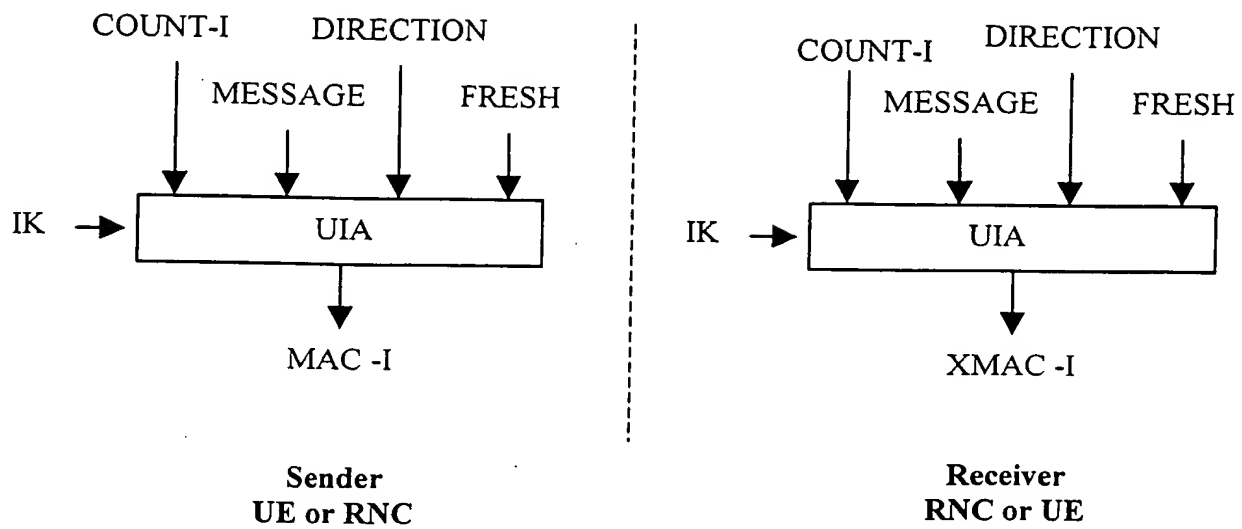 COUNT-I DIRECTION
MESSAGE FRESH
IK UIA
MAC -I
Sender
UE or RNC
COUNT-I DIRECTION
MESSAGE FRESH
IK UIA
XMAC -I
Receiver
RNC or UE